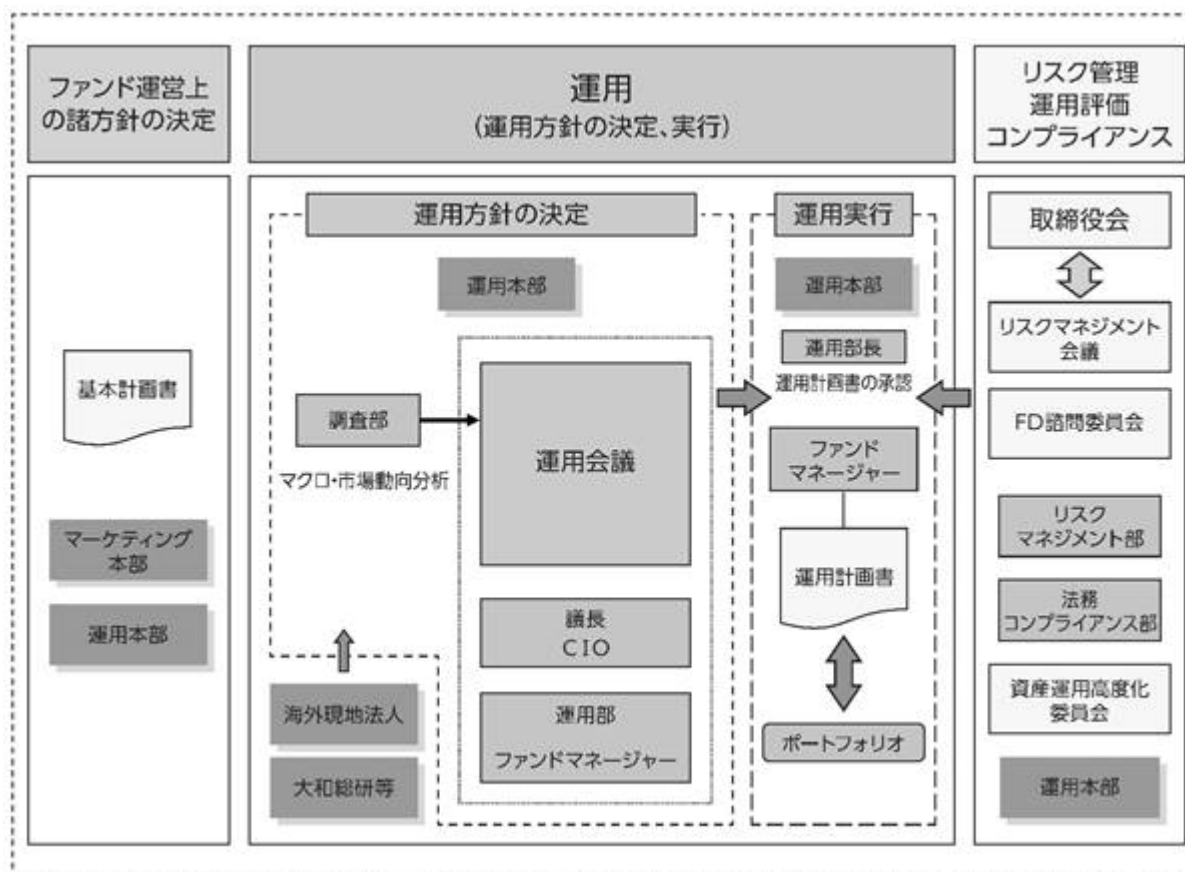 ファンド運営上
の諸方針の決定
運用
(運用方針の決定、実行)
リスク管理
運用評価
コンプライアンス
基本計画書
マーケティング
本部
運用本部
運用方針の決定
運用本部
調査部
マクロ・市場動向分析
運用会議
議長
CIO
運用部
ファンドマネージャー
海外現地法人
大和総研等
運用実行
運用本部
運用部長
運用計画書の承認
ファンド
マネージャー
運用計画書
ポートフォリオ
取締役会
リスクマネジメント
会議
FD諮問委員会
リスク
マネジメント部
法務
コンプライアンス部
資産運用高度化
委員会
運用本部